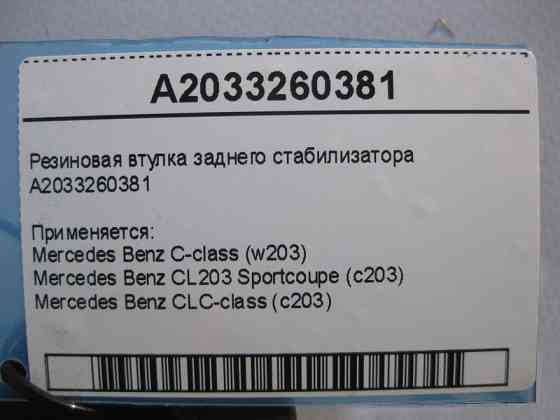 A2033260381
Резиновая втулка заднего стабилизатора
A2033260381
Применяется:
Mercedes Benz C-class (w203)
Mercedes Benz CL203 Sportcoupe (c203)
Mercedes Benz CLC-class (c203)